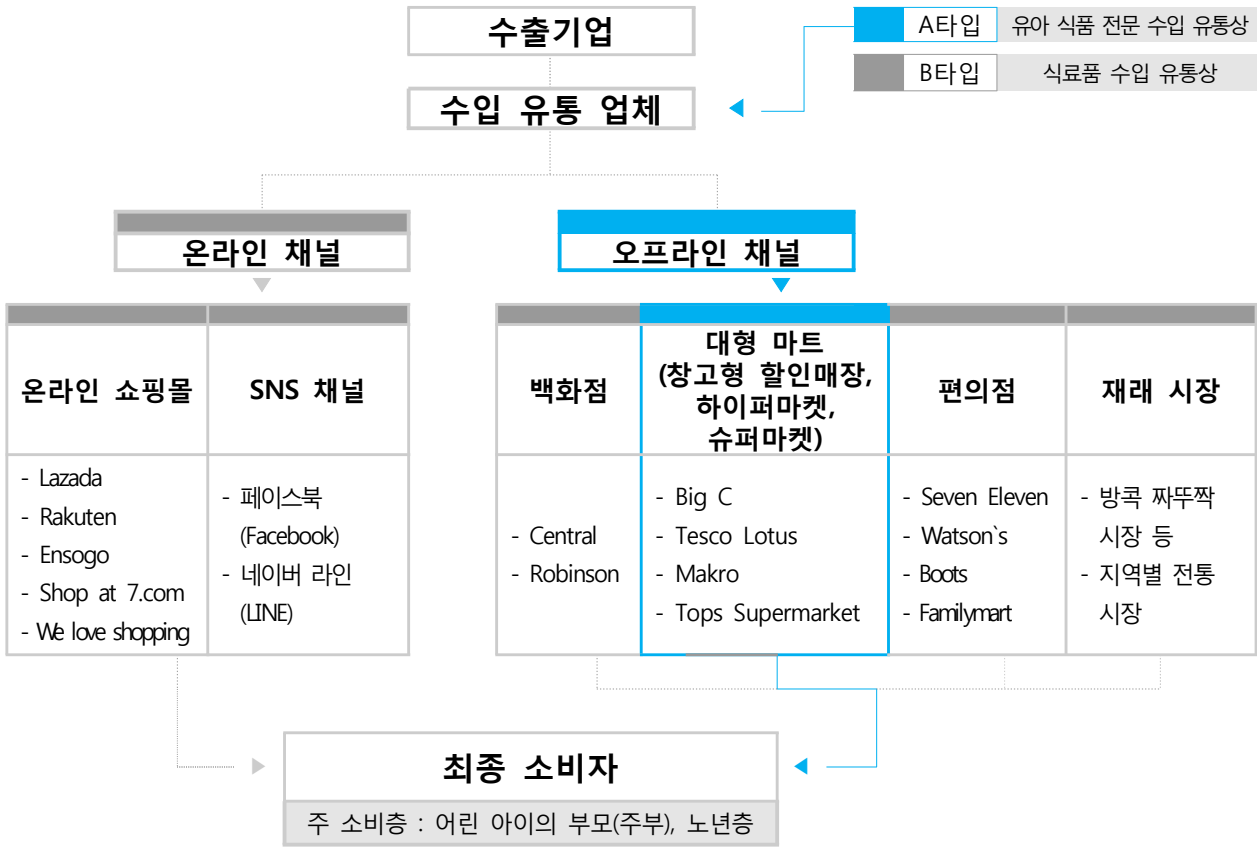 수출기업
A타입 유아 식품 전문 수입 유통상
B타입 식료품 수입 유통상
수입 유통 업체
온라인 채널
오프라인 채널
온라인 쇼핑몰
SNS 채널
백화점
대형 마트
(창고형 할인매장,
하이퍼마켓,
슈퍼마켓)
편의점
재래 시장
- Lazada
- Rakuten
- Ensogo
- Shop at 7.com
- We love shopping
- 페이스북
(Facebook)
- 네이버 라인
(LINE)
- Central
- Robinson
- Big C
- Tesco Lotus
- Makro
- Tops Supermarket
- Seven Eleven
- Watson`s
- Boots
- Familymart
- 방콕 짜뚜짝
시장 등
- 지역별 전통
시장
최종 소비자
주 소비층 : 어린 아이의 부모(주부), 노년층